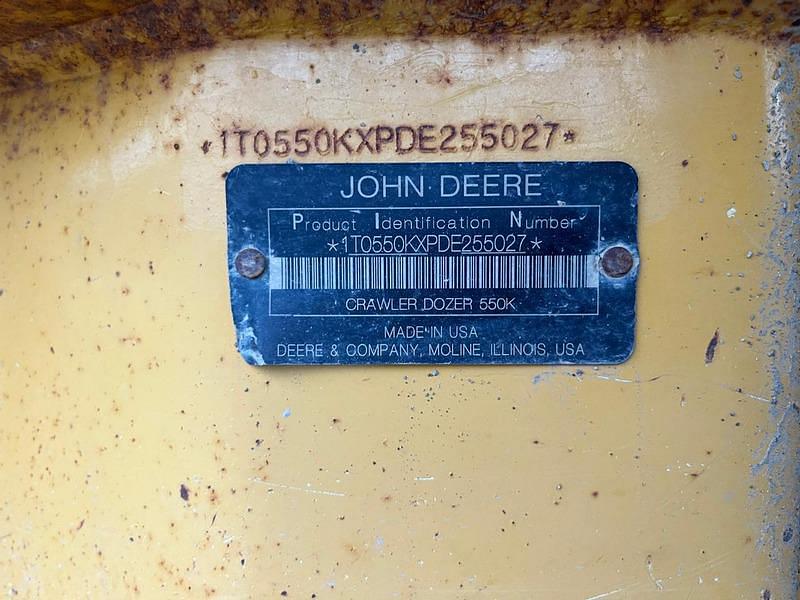 *1T0550KXPDE255027*
JOHN DEERE
Product Identification Number
*1T0550KXPDE255027*
CRAWLER DOZER 550K
MADE IN USA
DEERE & COMPANY, MOLINE, ILLINOIS, USA